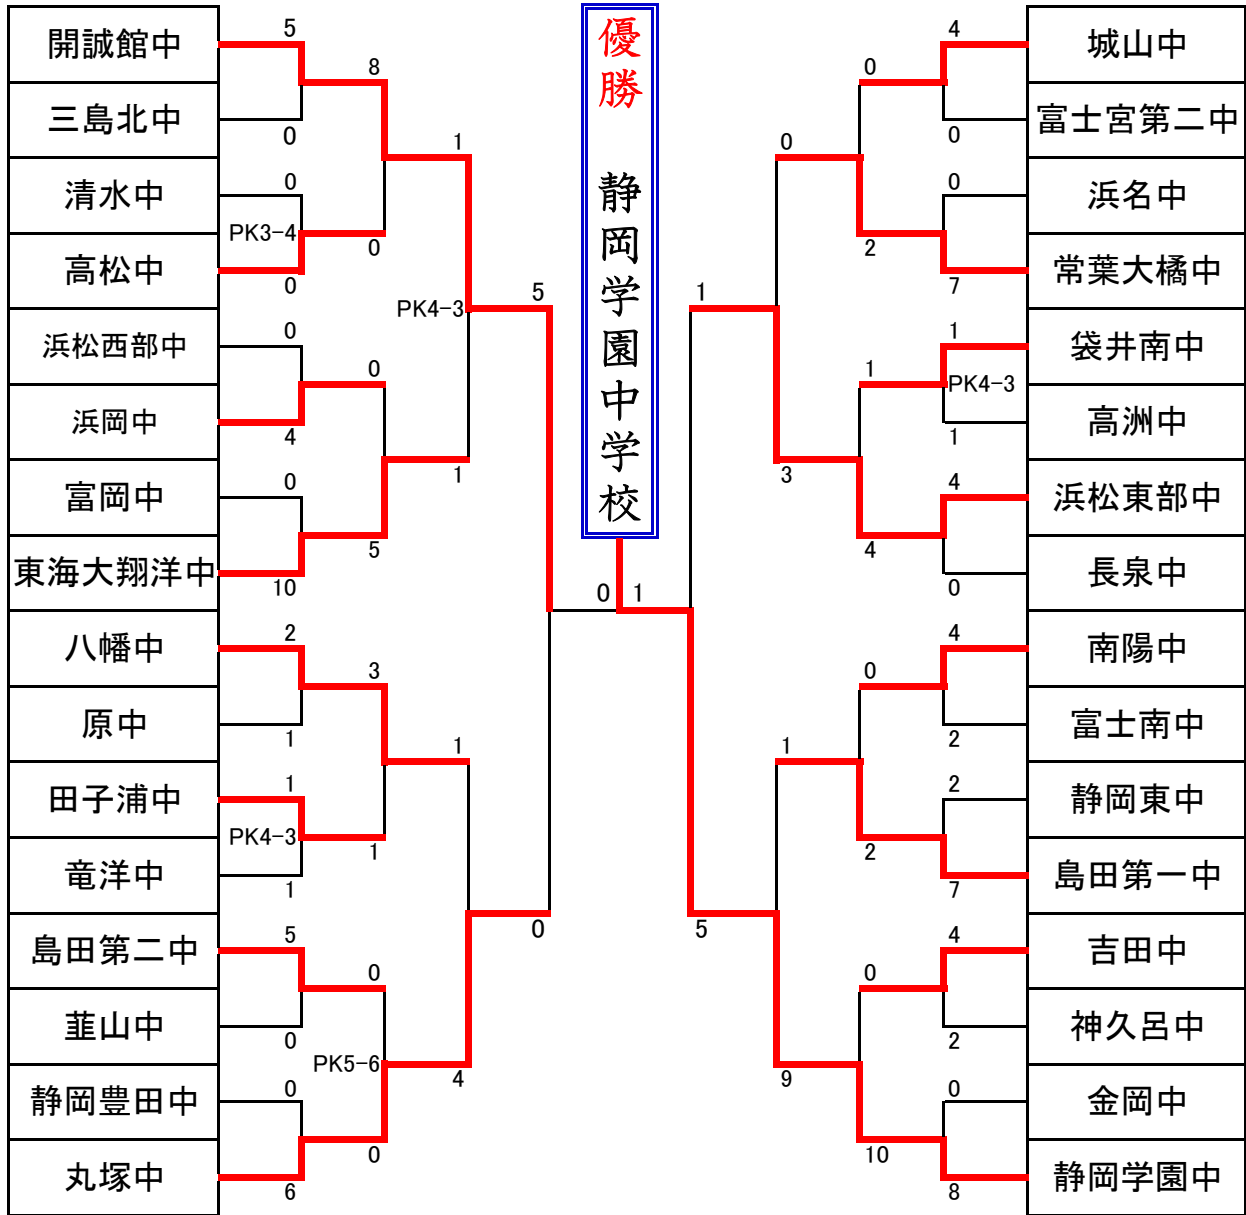 優勝 静岡学園中学校
開誠館中
5
8
三島北中
0
1
清水中
0
PK3-4
0
高松中
0
PK4-3
5
浜松西部中
0
0
浜岡中
4
1
富岡中
0
5
東海大翔洋中
10
0 1
八幡中
2
3
原中
1
1
田子浦中
1
PK4-3
1
竜洋中
1
0
島田第二中
5
0
韮山中
0
PK5-6
4
静岡豊田中
0
0
丸塚中
6
城山中
4
0
富士宮第二中
0
0
浜名中
0
2
常葉大橘中
7
1
袋井南中
1
1
PK4-3
高洲中
1
3
浜松東部中
4
4
長泉中
0
南陽中
4
0
富士南中
2
1
静岡東中
2
2
島田第一中
7
5
吉田中
4
0
神久呂中
2
9
金岡中
0
10
静岡学園中
8